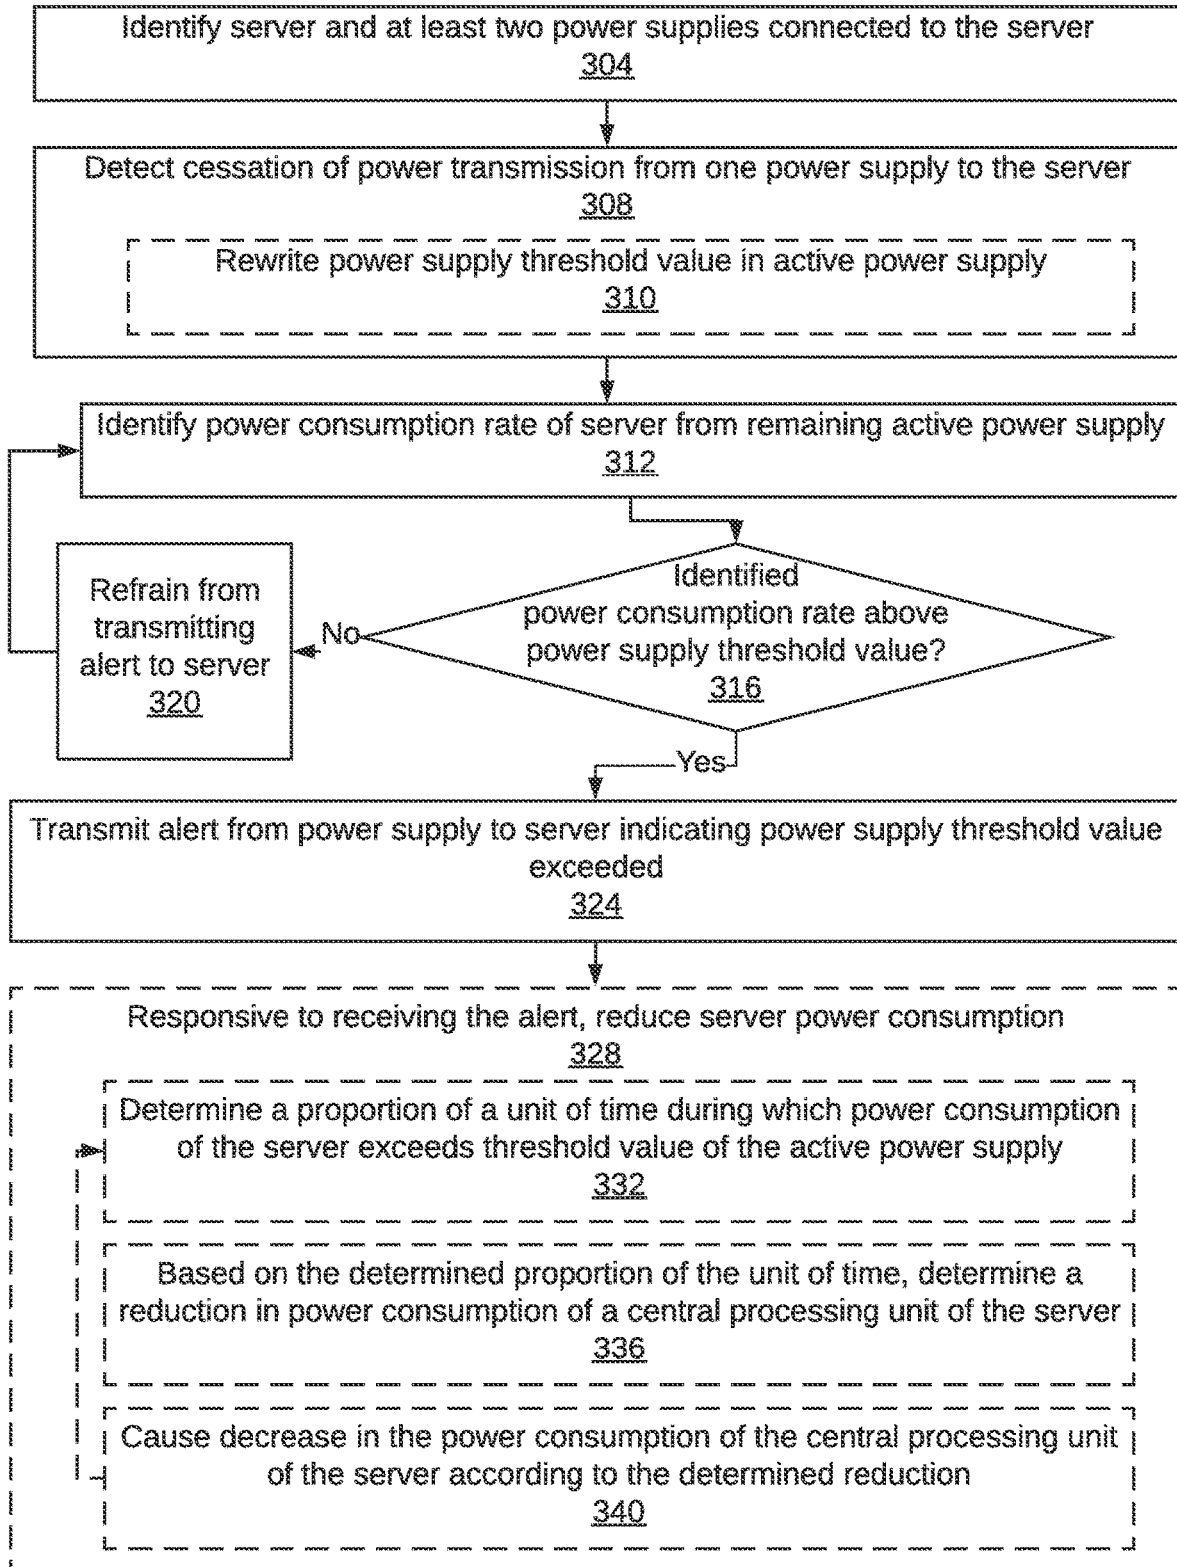 Identify server and at least two power supplies connected to the server
304
Detect cessation of power transmission from one power supply to the server
308
Rewrite power supply threshold value in active power supply
310
Identify power consumption rate of server from remaining active power supply
312
Identified
power consumption rate above
power supply threshold value?
316
No
Refrain from
transmitting
alert to server
320
Yes
Transmit alert from power supply to server indicating power supply threshold value
exceeded
324
Responsive to receiving the alert, reduce server power consumption
328
Determine a proportion of a unit of time during which power consumption
of the server exceeds threshold value of the active power supply
332
Based on the determined proportion of the unit of time, determine a
reduction in power consumption of a central processing unit of the server
336
Cause decrease in the power consumption of the central processing unit
of the server according to the determined reduction
340